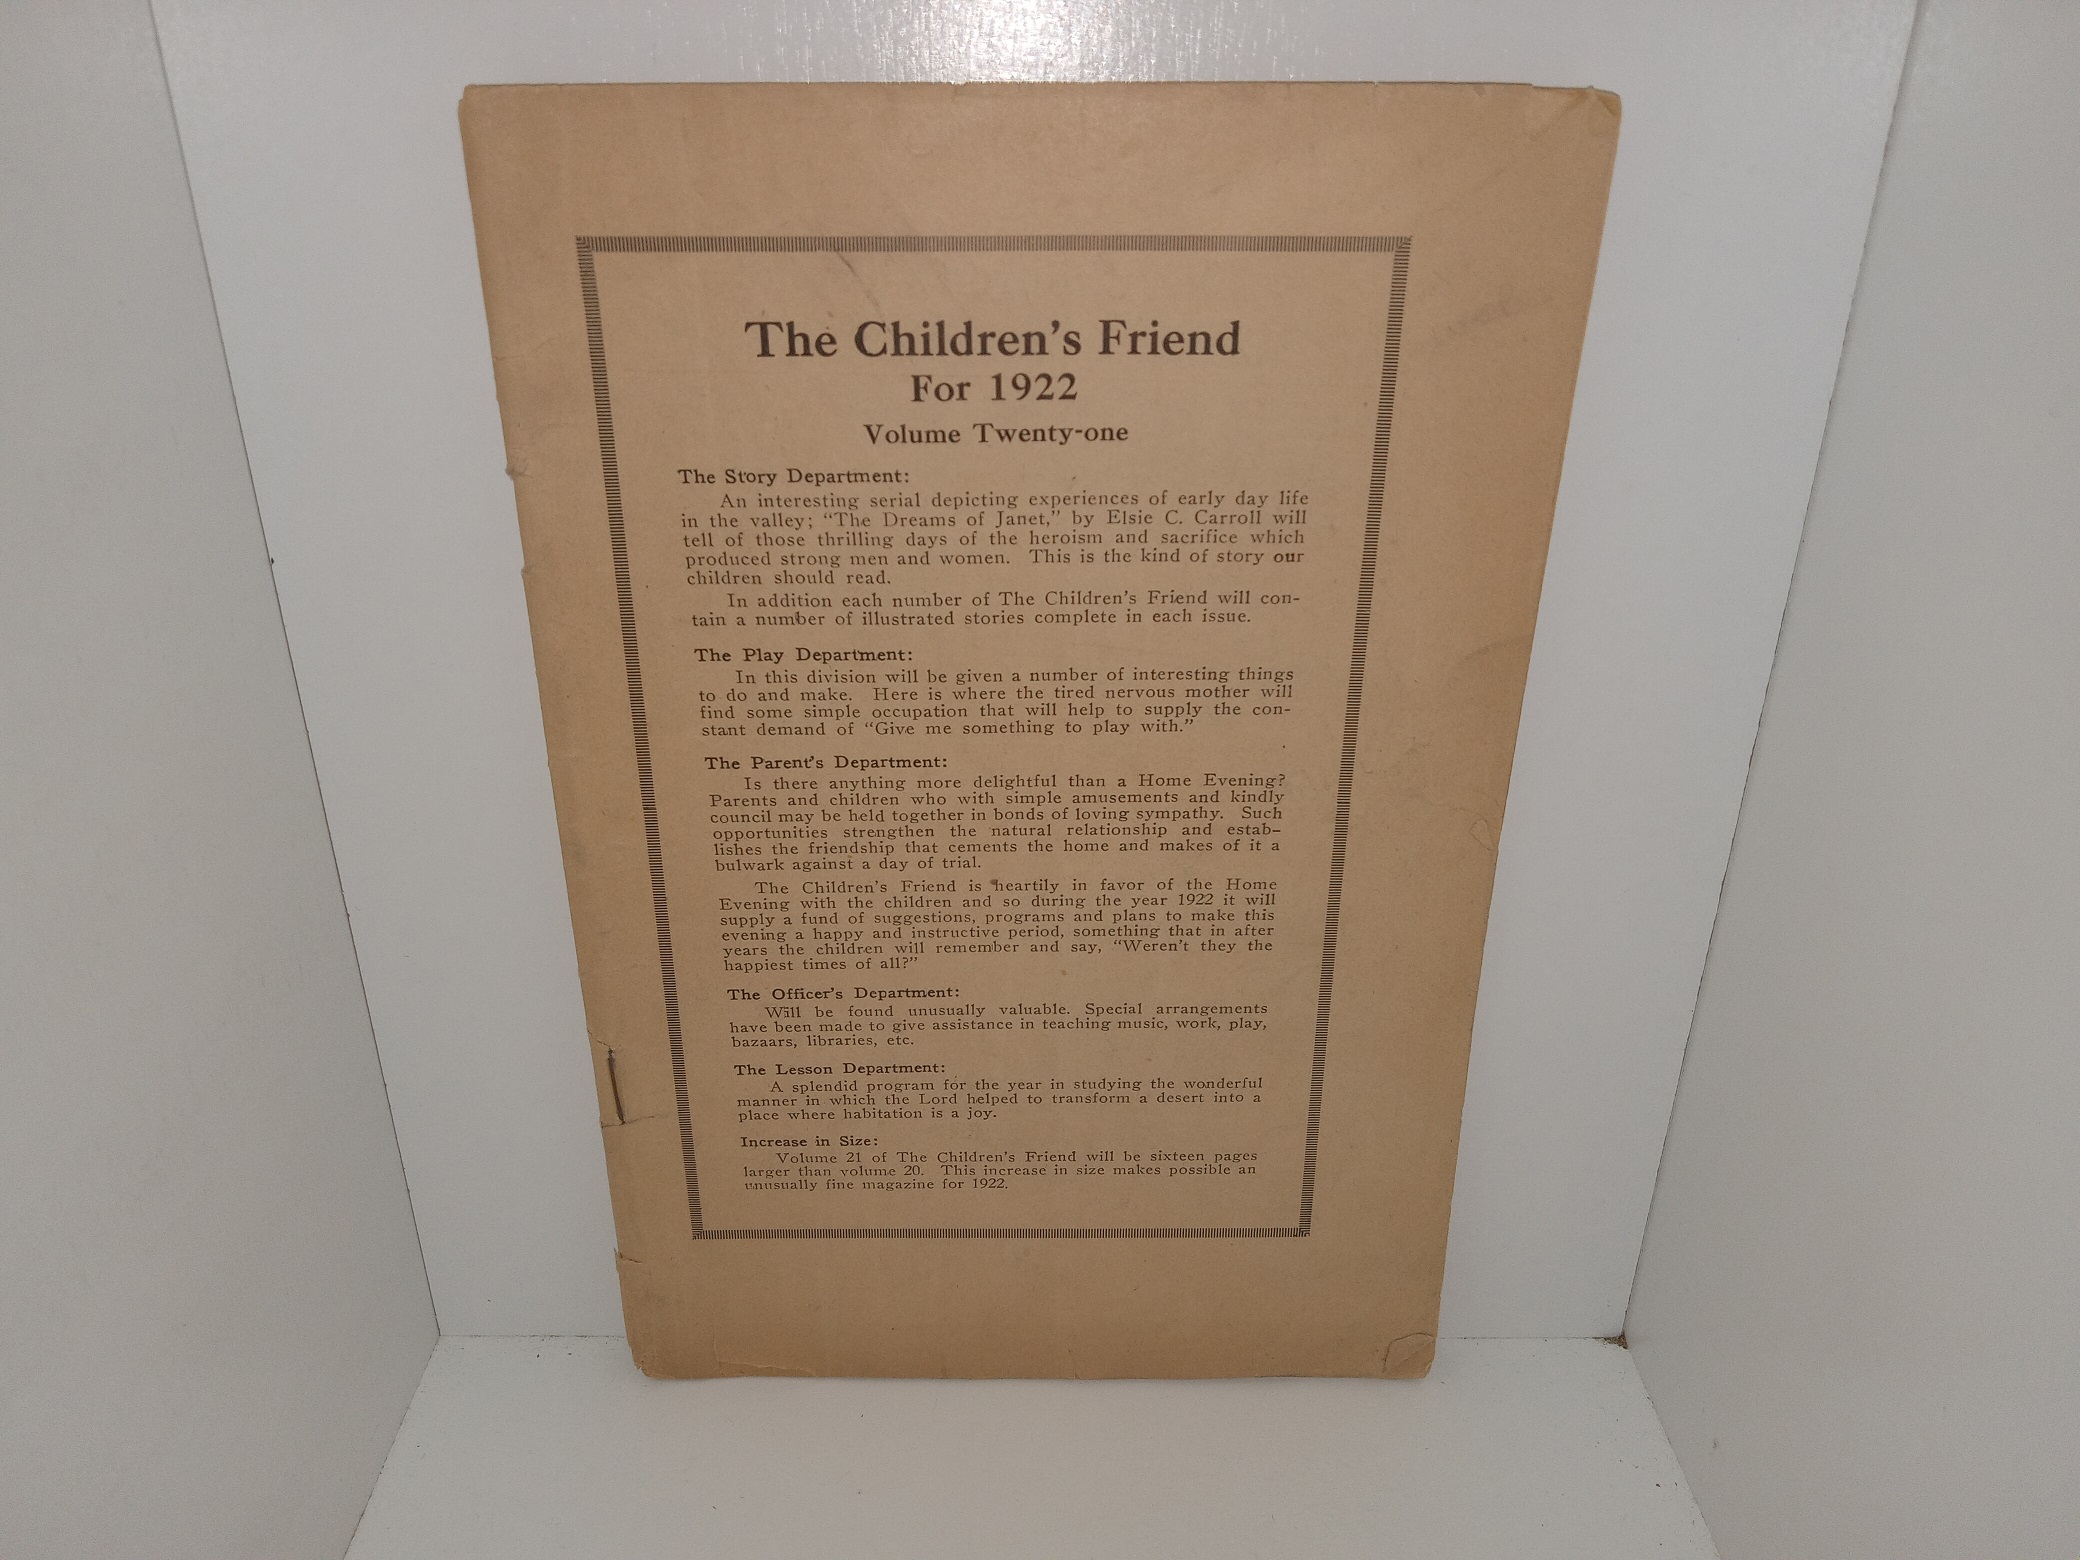 The Children's Friend
For 1922
Volume Twenty-one
The Story Department:
An interesting serial depicting experiences of early day life
in the valley; "The Dreams of Janet," by Elsie C. Carroll will
tell of those thrilling days of the heroism and sacrifice which
produced strong men and women. This is the kind of story our
children should read.
In addition each number of The Children's Friend will con-
tain a number of illustrated stories complete in each issue.
The Play Department:
In this division will be given a number of interesting things
to do and make. Here is where the tired nervous mother will
find some simple occupation that will help to supply the con-
stant demand of "Give me something to play with."
The Parent's Department:
Is there anything more delightful than a Home Evening?
Parents and children who with simple amusements and kindly
council may be held together in bonds of loving sympathy. Such
opportunities strengthen the natural relationship and estab-
lishes the friendship that cements the home and makes of it a
bulwark against a day of trial.
The Children's Friend is heartily in favor of the Home
Evening with the children and so during the year 1922 it will
supply a fund of suggestions, programs and plans to make this
evening a happy and instructive period, something that in after
years the children will remember and say, "Weren't they the
happiest times of all?"
The Officer's Department:
Will be found unusually valuable. Special arrangements
have been made to give assistance in teaching music, work, play,
bazaars, libraries, etc.
The Lesson Department:
A splendid program for the year in studying the wonderful
manner in which the Lord helped to transform a desert into a
place where habitation is a joy.
Increase in Size:
Volume 21 of The Children's Friend will be sixteen pages
larger than volume 20. This increase in size makes possible an
unusually fine magazine for 1922.